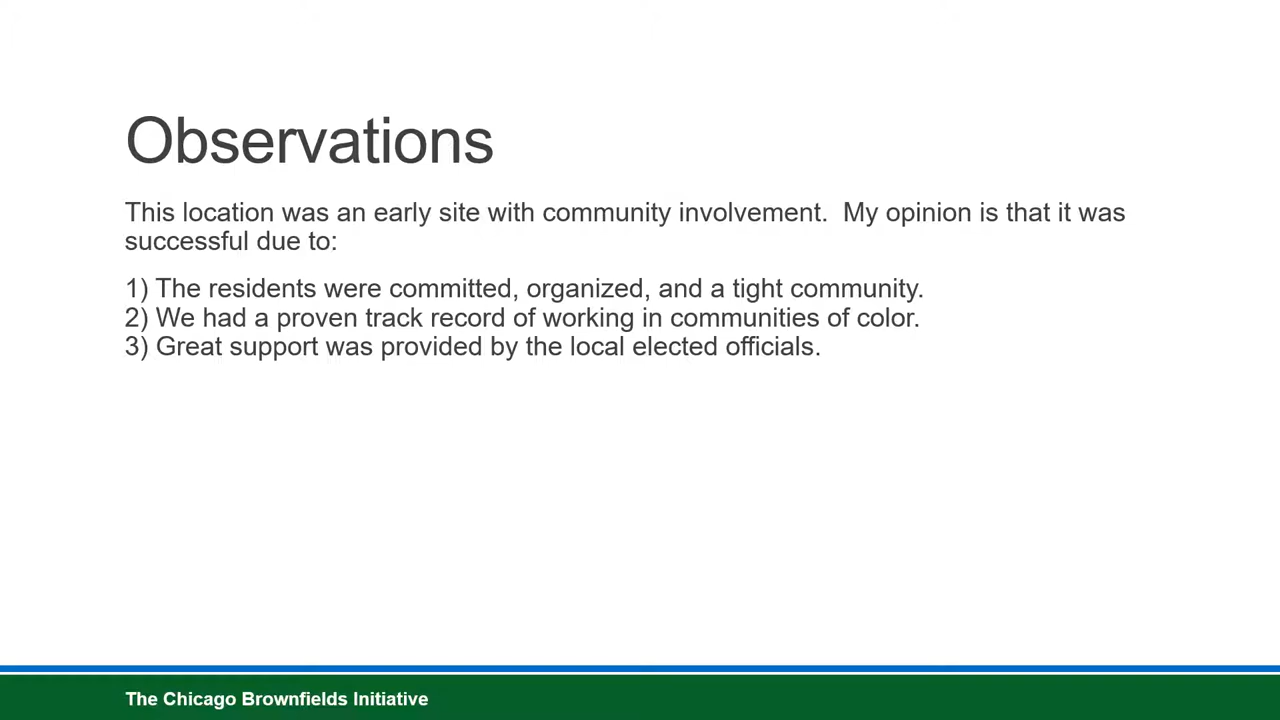 Observations
This location was an early site with community involvement.  My opinion is that it was
successful due to:
1) The residents were committed, organized, and a tight community.
2) We had a proven track record of working in communities of color.
3) Great support was provided by the local elected officials.
The Chicago Brownfields Initiative